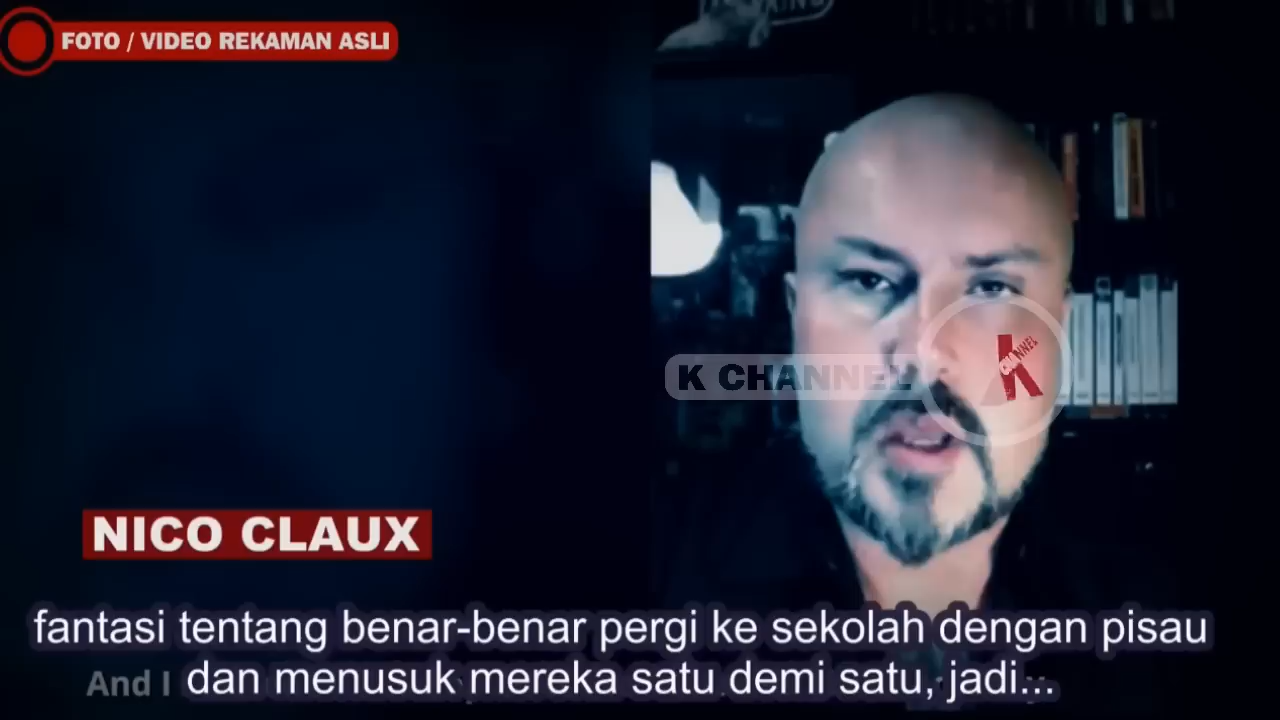 FOTO / VIDEO REKAMAN ASLI
K CHANNEL
K
CHANNEL
NICO CLAUX
fantasi tentang benar-benar pergi ke sekolah dengan pisau
And I
dan menusuk mereka satu demi satu, jadi...